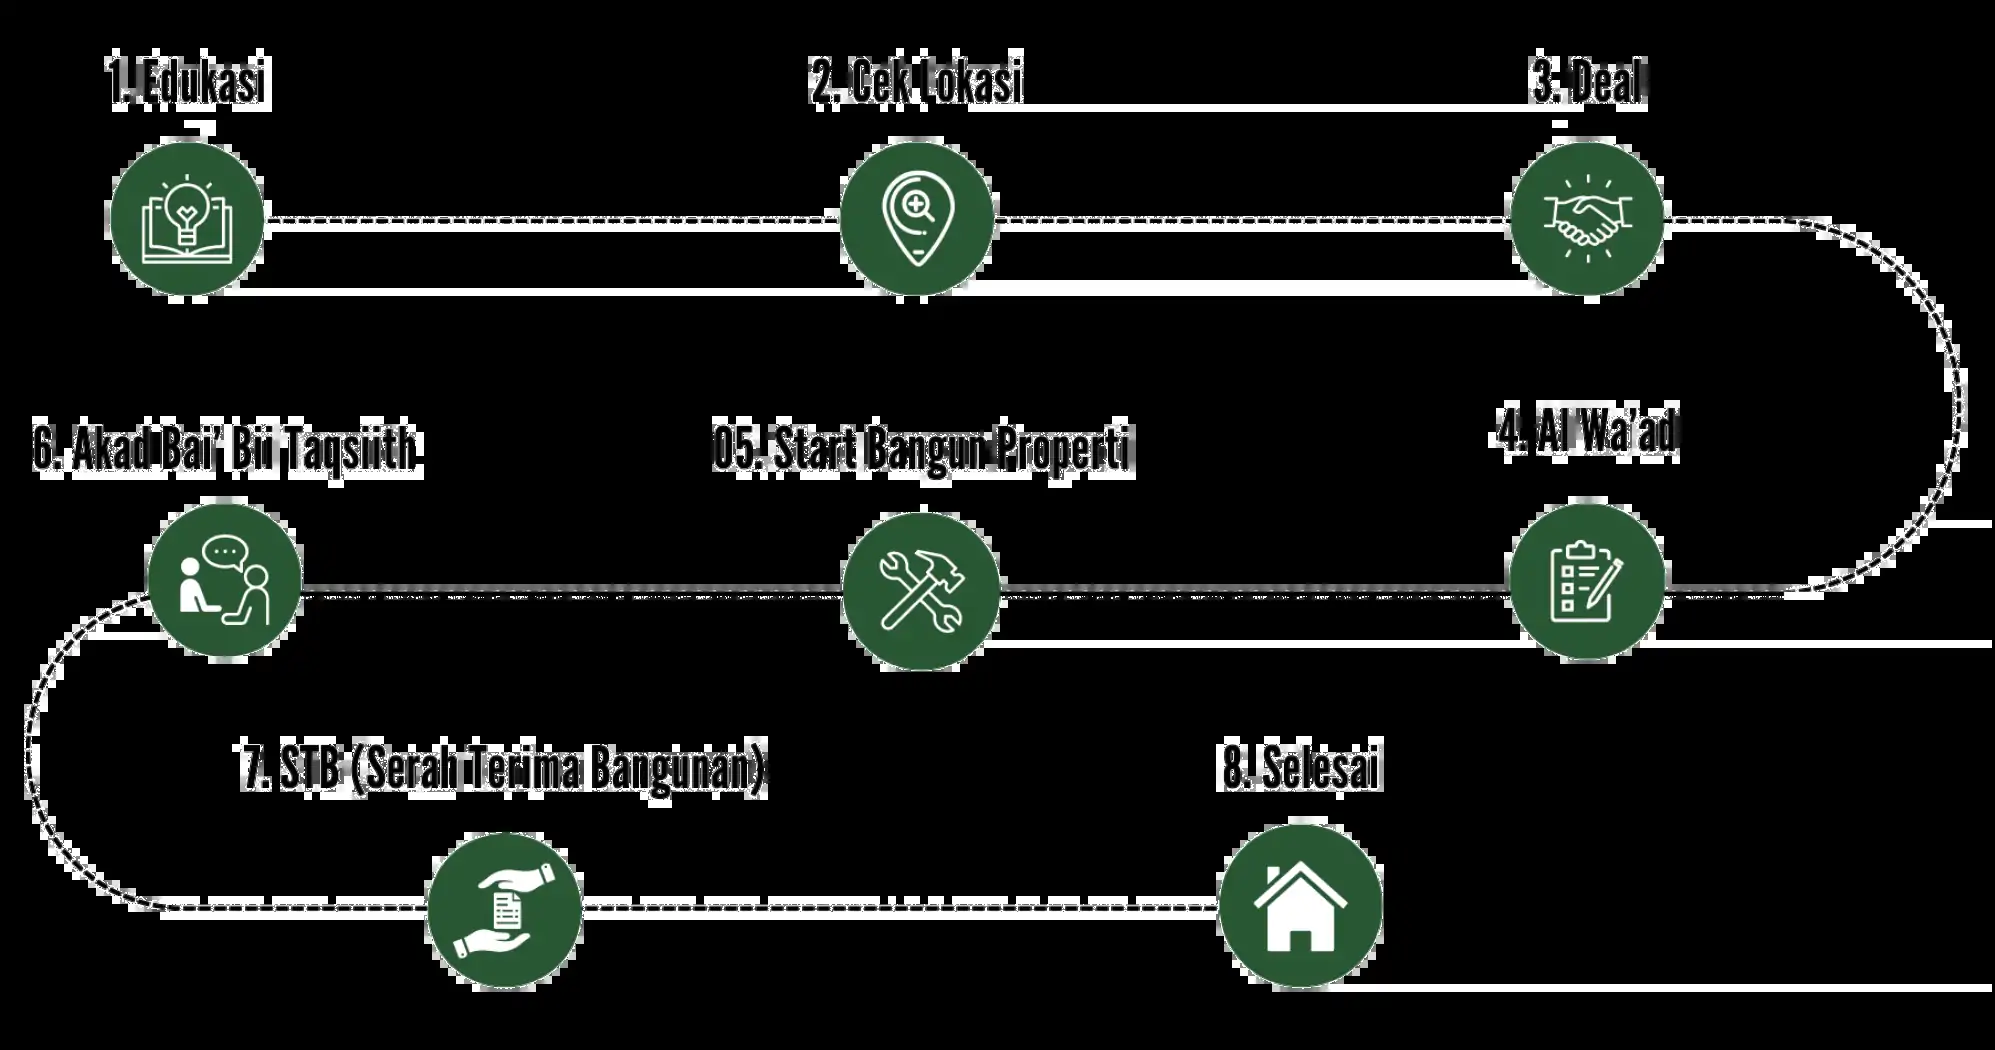 1. Edukasi
2. Cek Lokasi
3. Deal
4. Al Wa'ad
05. Start Bangun Properti
6. Akad Bai' Bii Taqsiith
7. STB (Serah Terima Bangunan)
8. Selesai